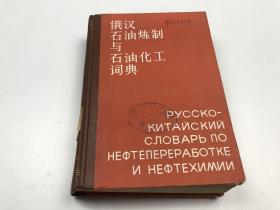 俄汉
石油炼制
与
石油化工
词典
РУССКО-
КИТАЙСКИЙ
СЛОВАРЬ ПО
НЕФТЕПЕРЕРАБОТКЕ
И НЕФТЕХИМИИ